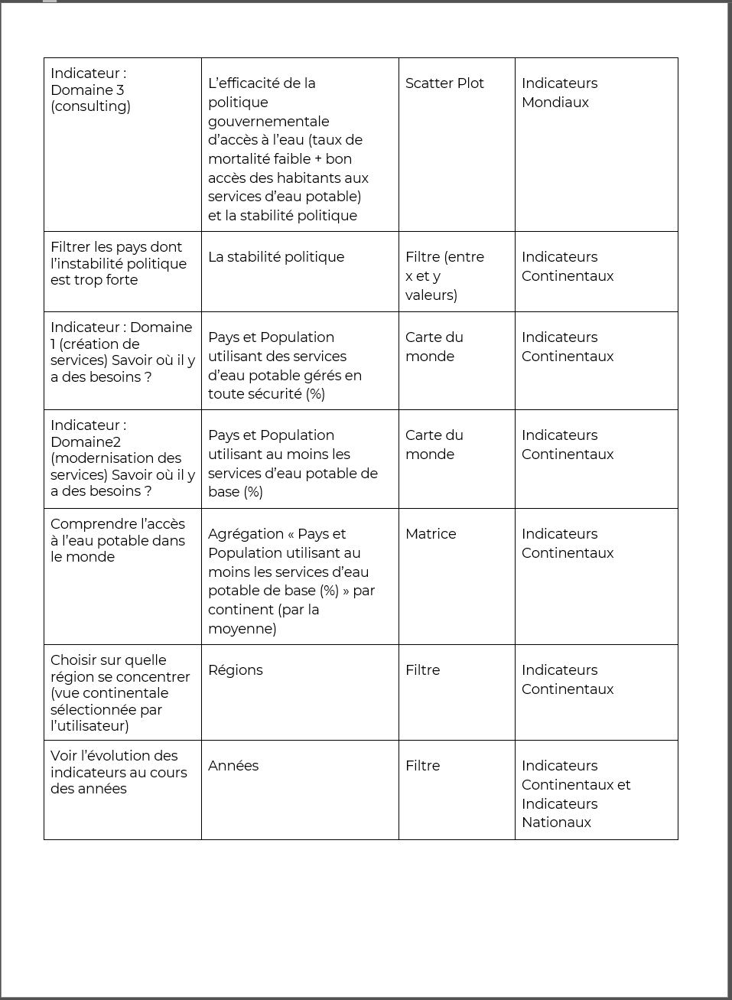 Indicateur :
Domaine 3
(consulting)
L’efficacité de la
politique
gouvernementale
d’accès à l’eau (taux de
mortalité faible + bon
accès des habitants aux
services d’eau potable)
et la stabilité politique
Scatter Plot
Indicateurs
Mondiaux
Filtrer les pays dont
l’instabilité politique
est trop forte
La stabilité politique
Filtre (entre
x et y
valeurs)
Indicateurs
Continentaux
Indicateur : Domaine
1 (création de
services) Savoir où il y
a des besoins ?
Pays et Population
utilisant des services
d’eau potable gérés en
toute sécurité (%)
Carte du
monde
Indicateurs
Continentaux
Indicateur :
Domaine2
(modernisation des
services) Savoir où il y
a des besoins ?
Pays et Population
utilisant au moins les
services d’eau potable de
base (%)
Carte du
monde
Indicateurs
Continentaux
Comprendre l’accès
à l’eau potable dans
le monde
Agrégation « Pays et
Population utilisant au
moins les services d’eau
potable de base (%) » par
continent (par la
moyenne)
Matrice
Indicateurs
Continentaux
Choisir sur quelle
région se concentrer
(vue continentale
sélectionnée par
l’utilisateur)
Régions
Filtre
Indicateurs
Continentaux
Voir l’évolution des
indicateurs au cours
des années
Années
Filtre
Indicateurs
Continentaux et
Indicateurs
Nationaux